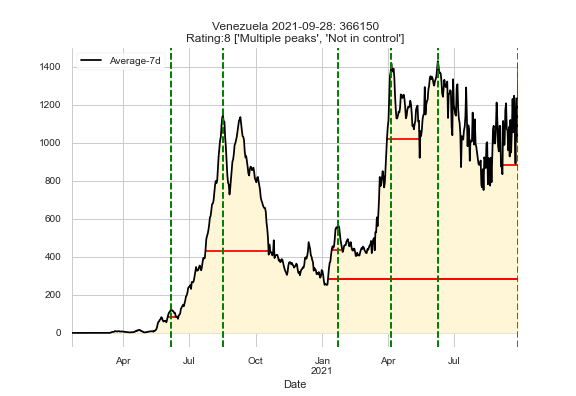 Venezuela 2021-09-28: 366150
Rating:8 ['Multiple peaks', 'Not in control']
Average-7d
1400
1200
1000
800
600
400
200
0
Apr Jul Oct Jan Apr Jul
2021
Date